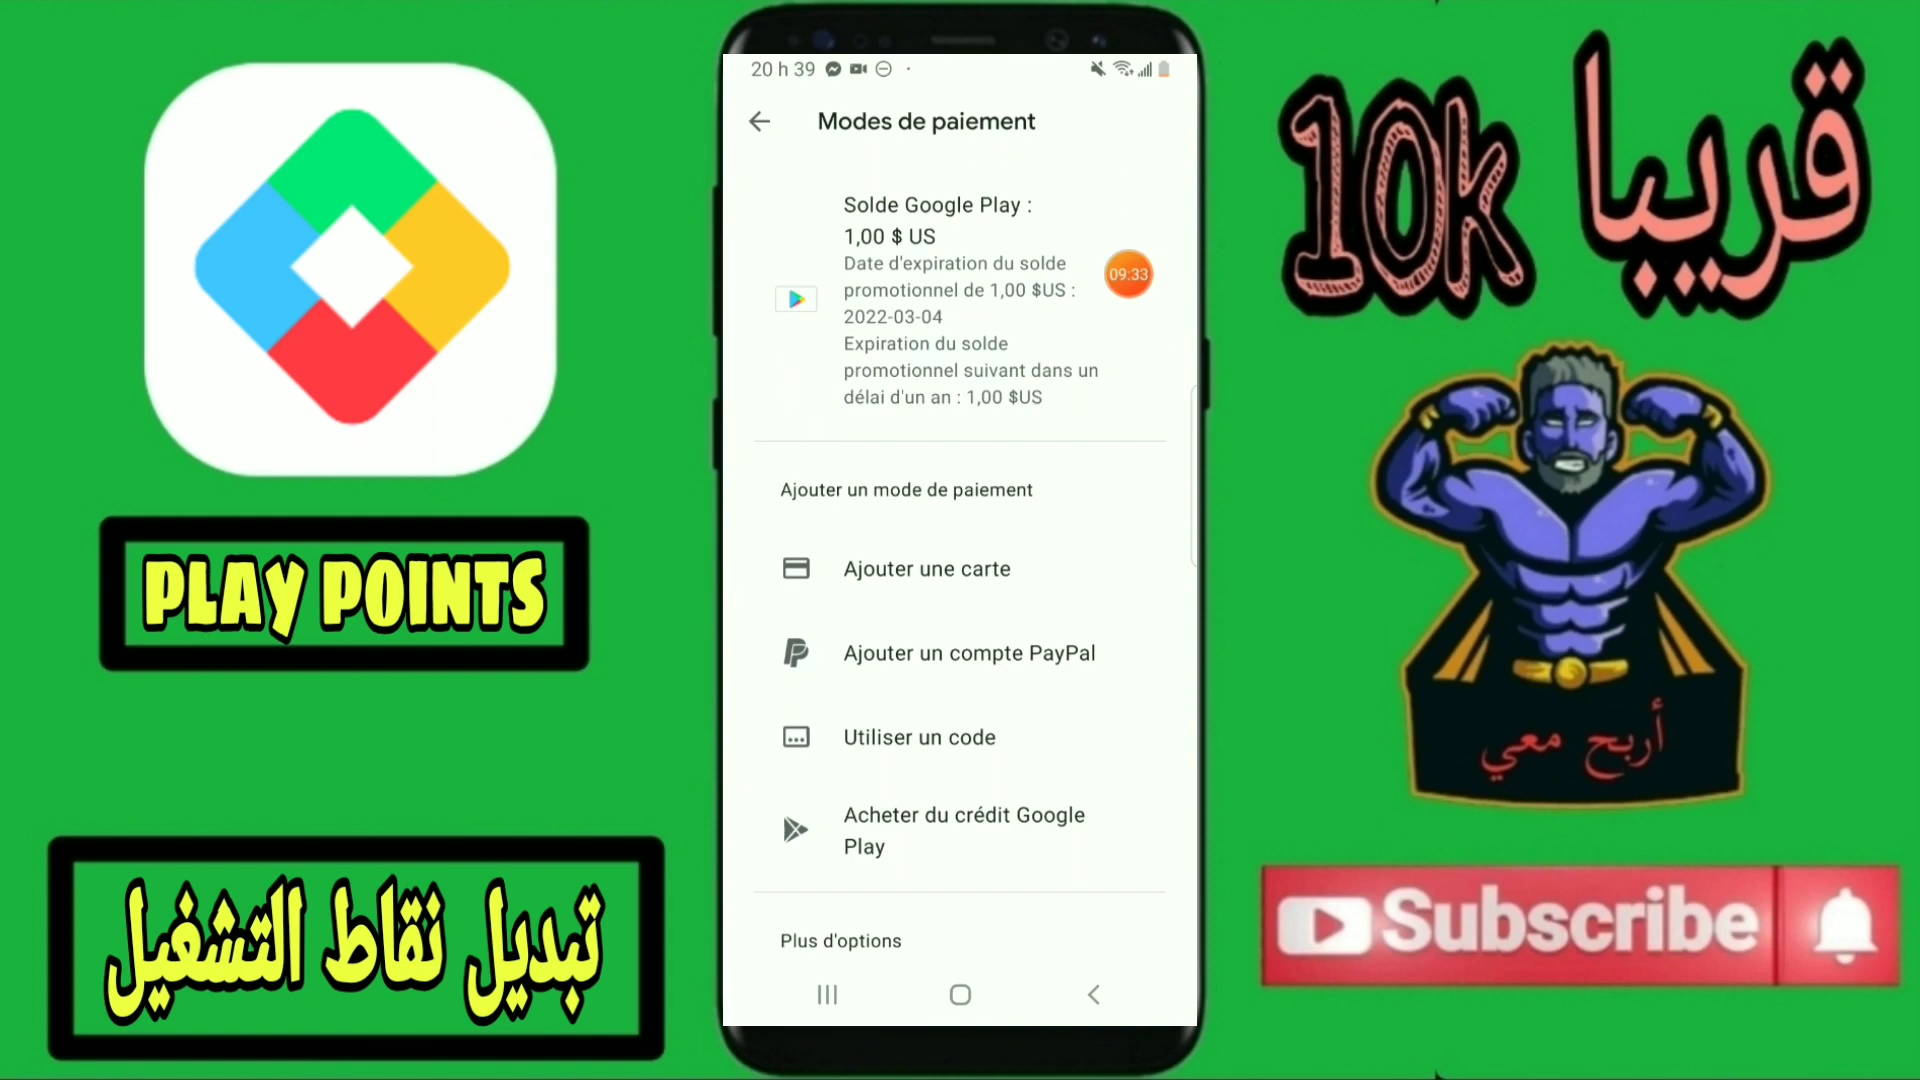 PLAY POINTS
تبديل نقاط التشغيل
20 h 39
Modes de paiement
Solde Google Play :
1,00 $ US
Date d'expiration du solde
promotionnel de 1,00 $US :
2022-03-04
Expiration du solde
promotionnel suivant dans un
délai d'un an : 1,00 $US
09:33
Ajouter un mode de paiement
Ajouter une carte
Ajouter un compte PayPal
Utiliser un code
Acheter du crédit Google
Play
Plus d'options
قريبا 10k
أربح معي
Subscribe